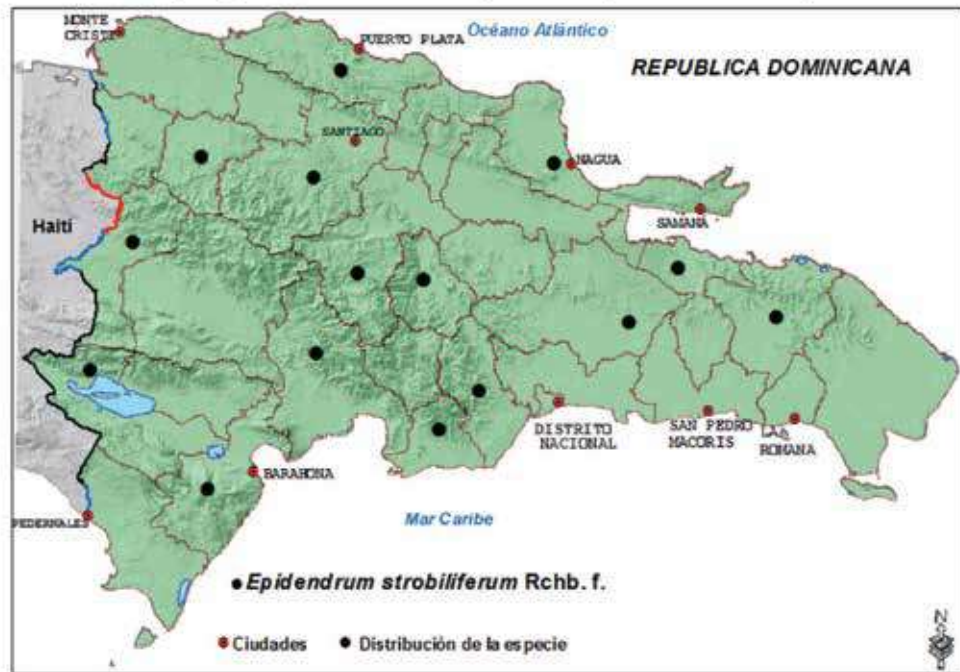 MONTE
CRISTI
PUERTO PLATA
Océano Atlántico
REPUBLICA DOMINICANA
SANTIAGO
NAGUA
SAMANA
Haití
DISTRITO
NACIONAL
SAN PEDRO
MACORIS
LA
ROMANA
BARAHONA
PEDERNALES
Mar Caribe
Epidendrum strobiliferum Rchb. f.
Ciudades
Distribución de la especie
N